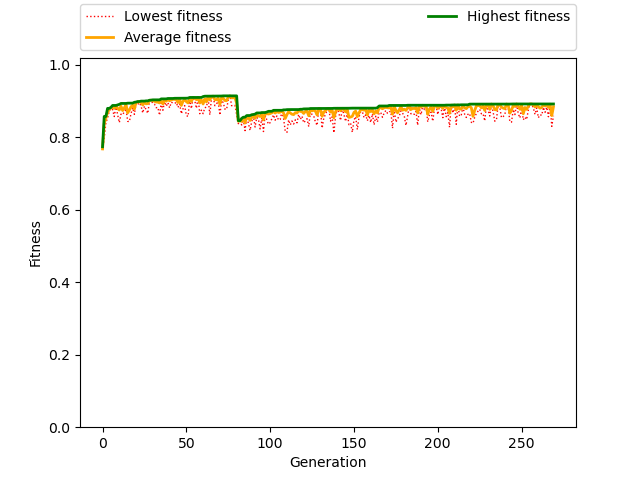 Lowest fitness
Average fitness
Highest fitness
1.0
0.8
0.6
0.4
0.2
0.0
Fitness
0 50 100 150 200 250
Generation